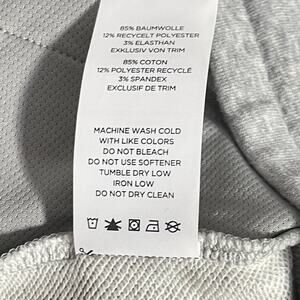 85% BAUMWOLLE
12% RECYCELT POLYESTER
3% ELASTHAN
EXKLUSIV VON TRIM
85% COTON
12% POLYESTER RECYCLÉ
3% SPANDEX
EXCLUSIF DE TRIM
MACHINE WASH COLD
WITH LIKE COLORS
DO NOT BLEACH
DO NOT USE SOFTENER
TUMBLE DRY LOW
IRON LOW
DO NOT DRY CLEAN